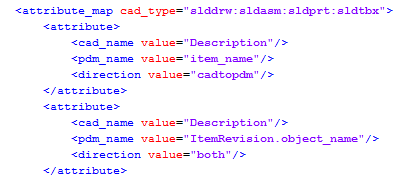 <attribute_map cad_type="slddrw:sldasm:sldprt:sldtbx">
<attribute>
<cad_name value="Description"/>
<pdm_name value="item_name"/>
<direction value="cadtopdm"/>
</attribute>
<attribute>
<cad_name value="Description"/>
<pdm_name value="ItemRevision.object_name"/>
<direction value="both"/>
</attribute>